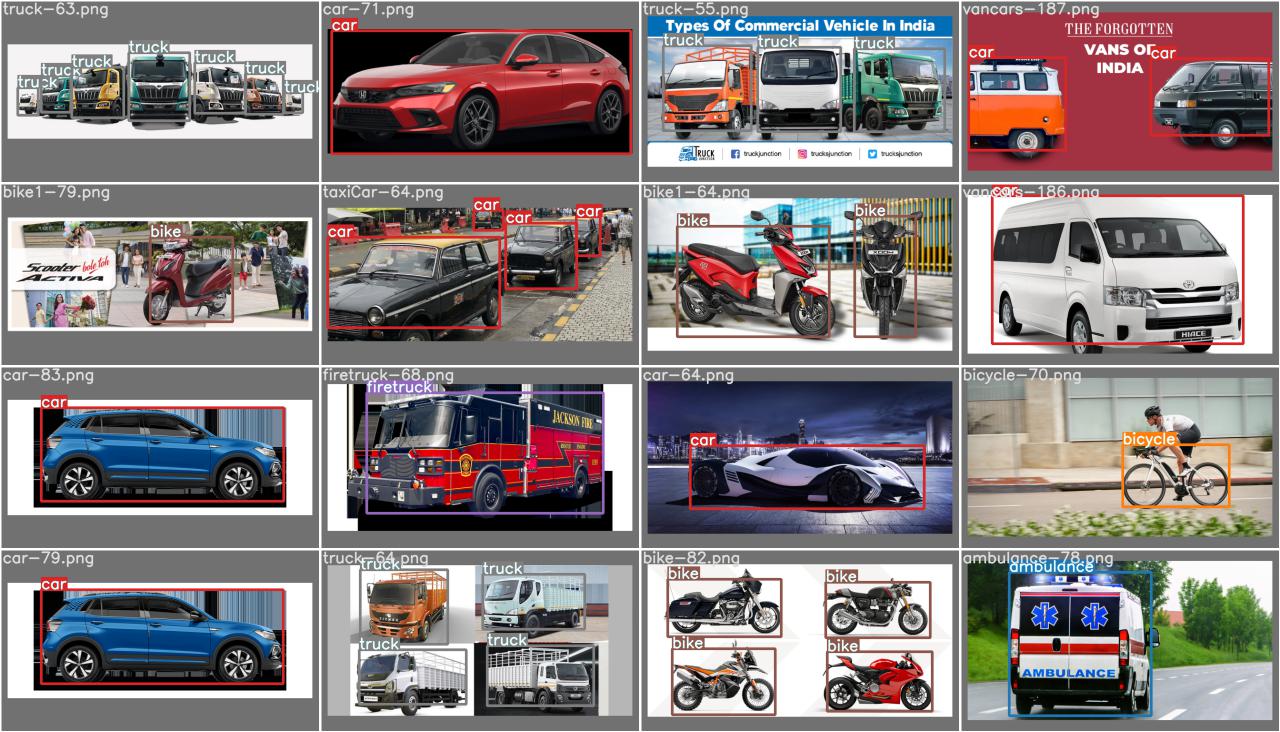 truck-63.png
truck
truck
truck
truck
truck
truck
truck
car-71.png
car
truck-55.png
Types Of Commercial Vehicle In India
truck
truck
truck
TRUCK
JUNCTION
truckjunction
trucksjunction
trucksjunction
vancars-187.png
THE FORGOTTEN
VANS OF
INDIA
car
car
bike1-79.png
bike
Scooter bole toh
ACTIVA
taxiCar-64.png
car
car
car
car
bike1-64.png
bike
bike
vancars-186.png
car
HIACE
car-83.png
car
firetruck-68.png
firetruck
JACKSON FIRE
car-64.png
car
bicycle-70.png
bicycle
car-79.png
car
truck-64.png
truck
truck
truck
truck
bike-82.png
bike
bike
bike
bike
ambulance-78.png
ambulance
AMBULANCE